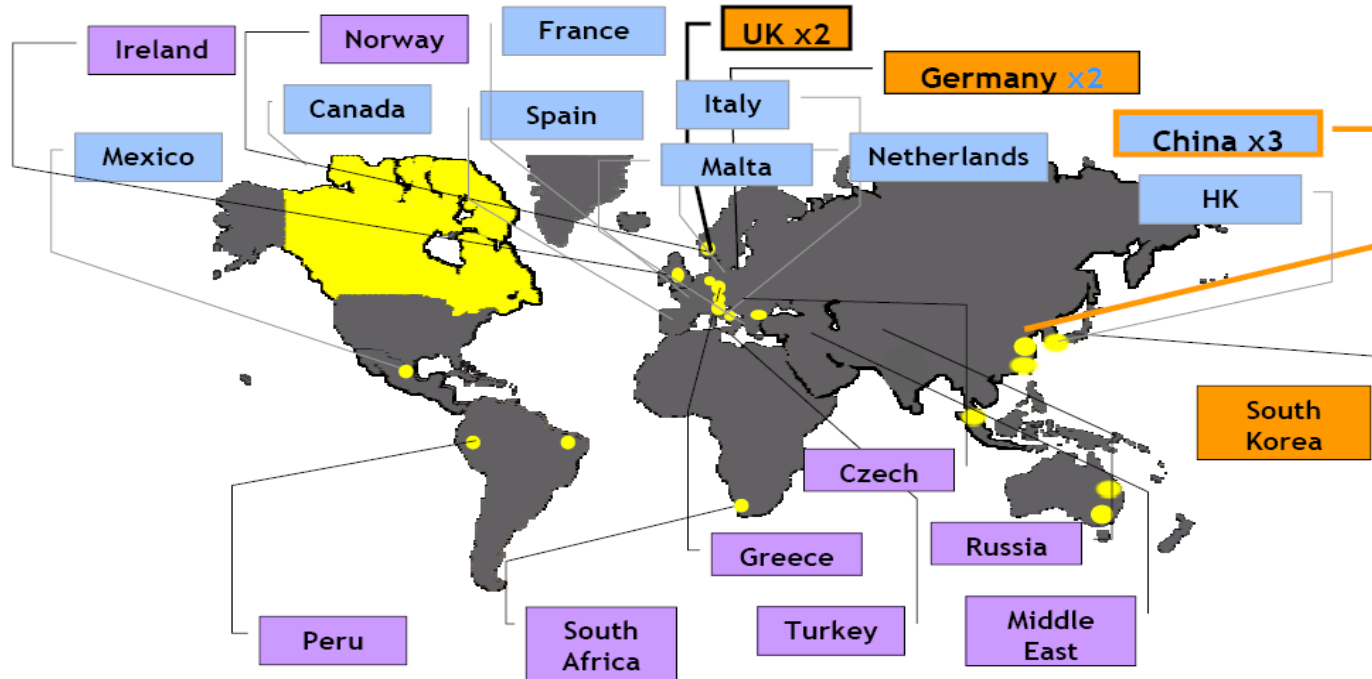 Ireland
Norway
France
UK x2
Germany x2
Canada
Spain
Italy
China x3
Mexico
Malta
Netherlands
HK
South
Korea
Czech
Russia
Greece
Peru
South
Africa
Turkey
Middle
East